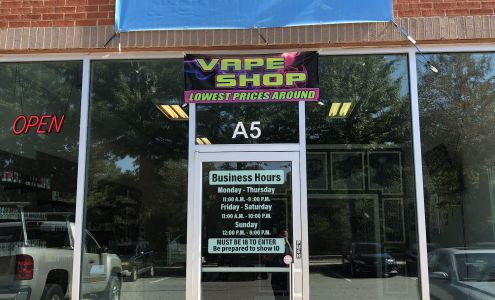 VAPE
SHOP
LOWEST PRICES AROUND
OPEN
A5
Business Hours
Monday - Thursday
11:00 A.M. - 9:00 P.M.
Friday - Saturday
11:00 A.M. - 10:00 P.M.
Sunday
12:00 P.M. - 6:00 P.M.
MUST BE 18 TO ENTER
Be prepared to show ID